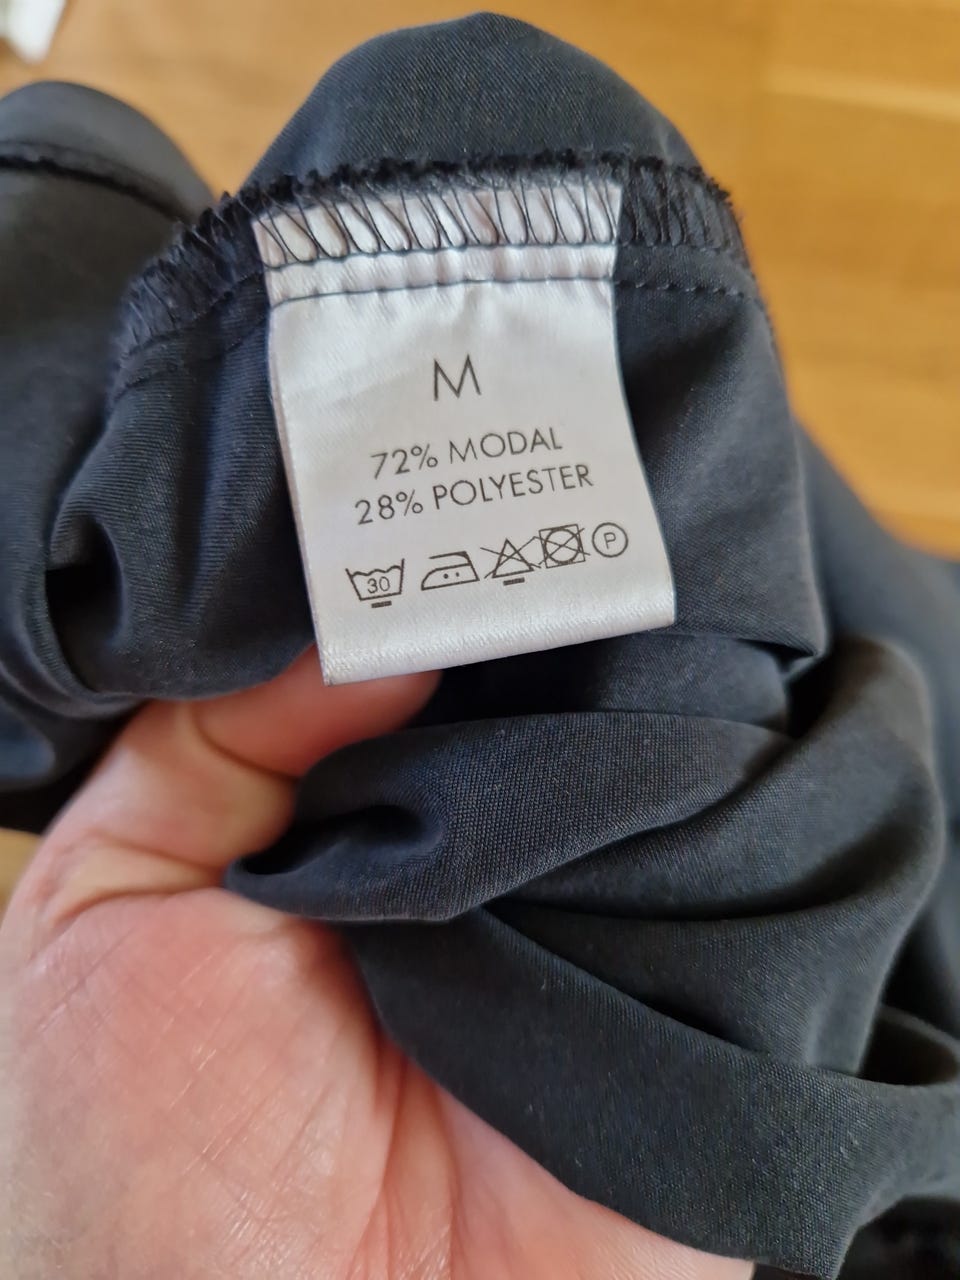 M
72% MODAL
28% POLYESTER
30 P